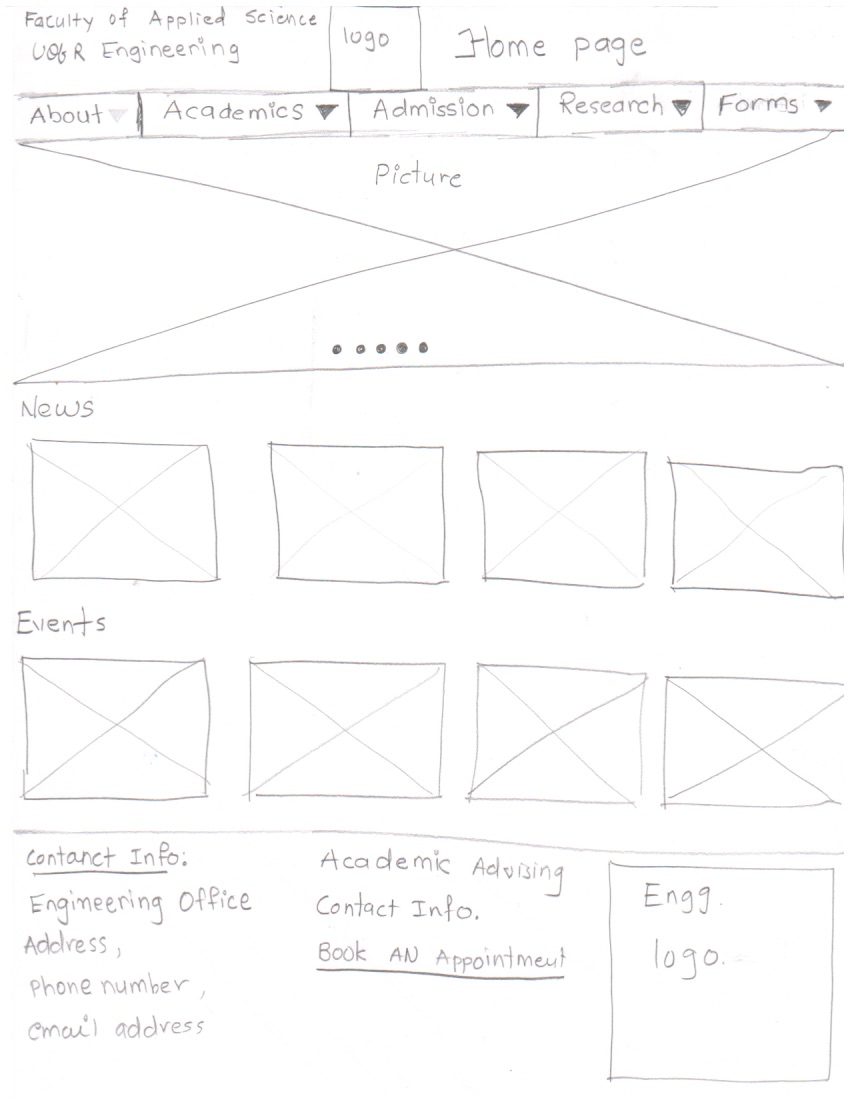 Faculty of Applied Science
UOfR Engineering
logo
Home page
About
Academics
Admission
Research
Forms
Picture
News
Events
Contanct Info:
Engineering Office
Address,
Phone number,
email address
Academic Advising
Contact Info.
Book AN Appointment
Engg.
logo.